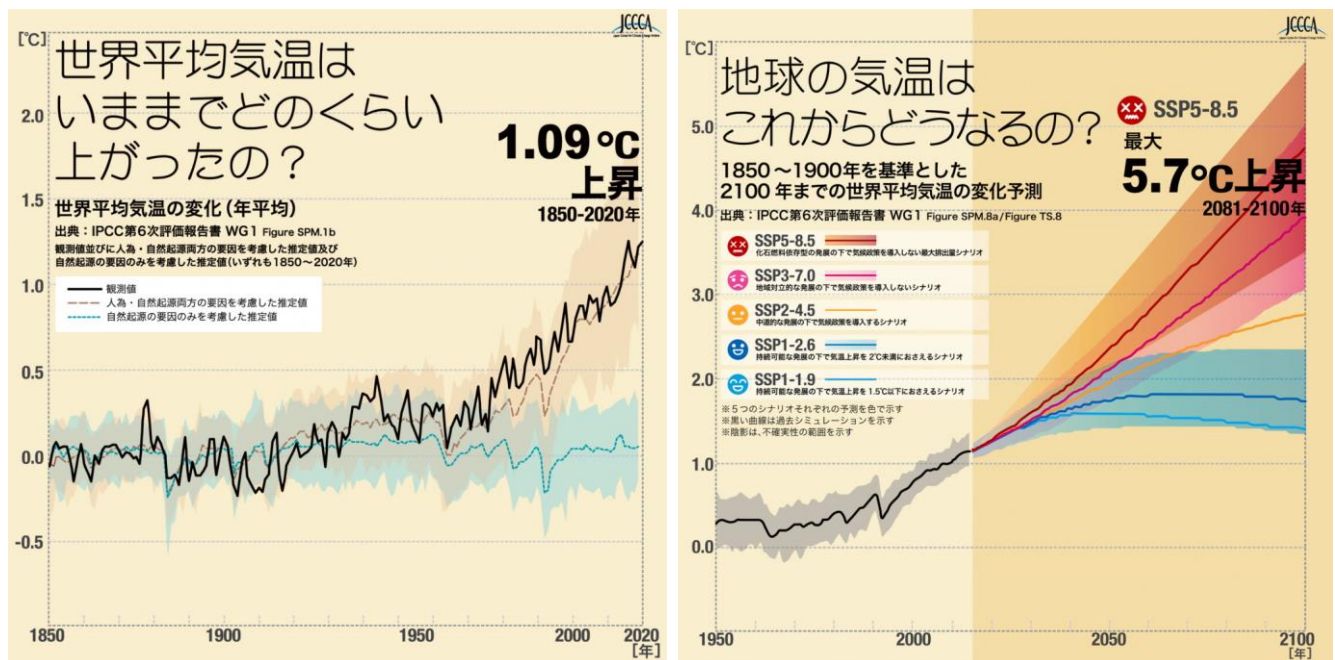 JCCCA
[℃]
世界平均気温は
いままでどのくらい
上がったの？
1.09℃
上昇
1850-2020年
世界平均気温の変化（年平均）
出典：IPCC第6次評価報告書 WG1 Figure SPM.1b
観測値並びに人為・自然起源両方の要因を考慮した推定値及び
自然起源の要因のみを考慮した推定値（いずれも1850～2020年）
観測値
人為・自然起源両方の要因を考慮した推定値
自然起源の要因のみを考慮した推定値
2.0
1.5
1.0
0.5
0.0
-0.5
1850
1900
1950
2000
2020
[年]
JCCCA
[℃]
地球の気温は
これからどうなるの？
SSP5-8.5
最大
5.7℃上昇
2081-2100年
1850～1900年を基準とした
2100年までの世界平均気温の変化予測
出典：IPCC第6次評価報告書 WG1 Figure SPM.8a/Figure TS.8
SSP5-8.5
化石燃料依存型の発展の下で気候政策を導入しない最大排出量シナリオ
SSP3-7.0
地域対立的な発展の下で気候政策を導入しないシナリオ
SSP2-4.5
中道的な発展の下で気候政策を導入するシナリオ
SSP1-2.6
持続可能な発展の下で気温上昇を2℃未満におさえるシナリオ
SSP1-1.9
持続可能な発展の下で気温上昇を1.5℃以下におさえるシナリオ
※５つのシナリオそれぞれの予測を色で示す
※黒い曲線は過去シミュレーションを示す
※陰影は、不確実性の範囲を示す
5.0
4.0
3.0
2.0
1.0
0.0
1950
2000
2050
2100
[年]